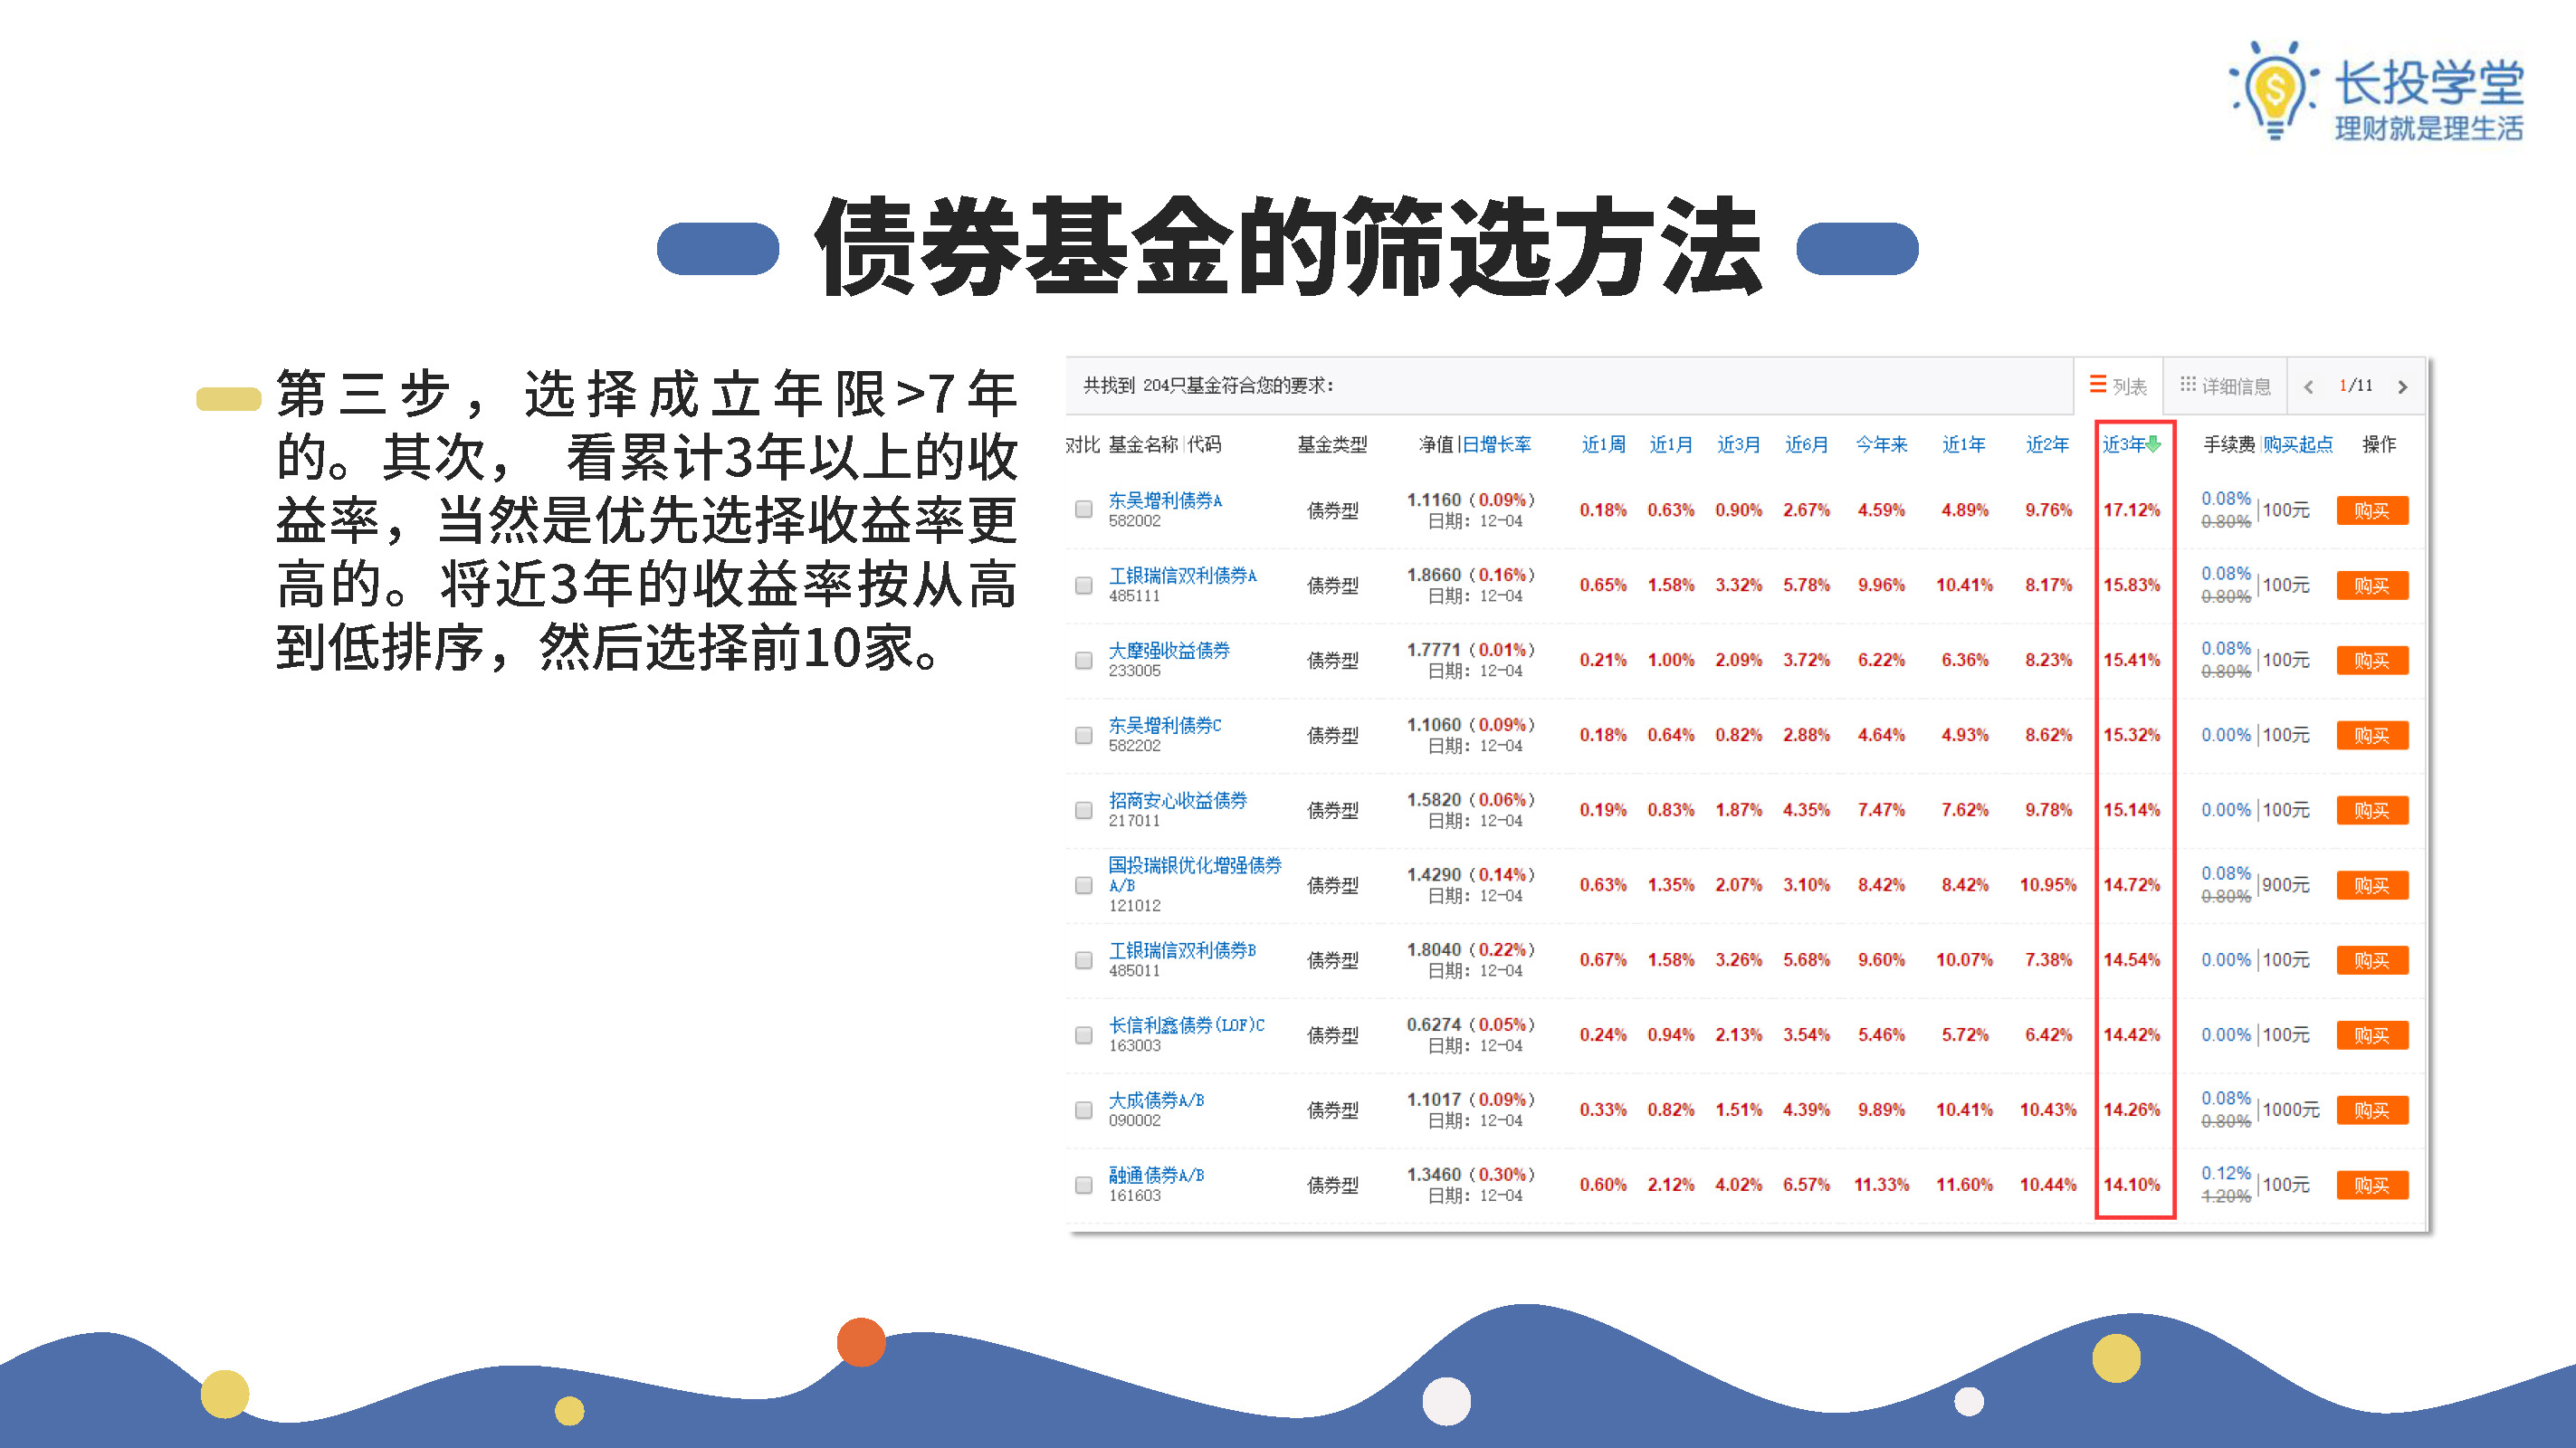 长投学堂
理财就是理生活
债券基金的筛选方法
第三步，选择成立年限>7年
的。其次， 看累计3年以上的收
益率，当然是优先选择收益率更
高的。将近3年的收益率按从高
到低排序，然后选择前10家。
共找到 204只基金符合您的要求： 列表 详细信息 1/11
对比 基金名称|代码 基金类型 净值|日增长率 近1周 近1月 近3月 近6月 今年来 近1年 近2年 近3年 手续费|购买起点 操作
东吴增利债券A 1.1160（0.09%） 0.08%
债券型 0.18% 0.63% 0.90% 2.67% 4.59% 4.89% 9.76% 17.12% 100元 购买
582002 日期：12-04 0.80%
工银瑞信双利债券A 1.8660（0.16%） 0.08%
债券型 0.65% 1.58% 3.32% 5.78% 9.96% 10.41% 8.17% 15.83% 100元 购买
485111 日期：12-04 0.80%
大摩强收益债券 1.7771（0.01%） 0.08%
债券型 0.21% 1.00% 2.09% 3.72% 6.22% 6.36% 8.23% 15.41% 100元 购买
233005 日期：12-04 0.80%
东吴增利债券C 1.1060（0.09%）
债券型 0.18% 0.64% 0.82% 2.88% 4.64% 4.93% 8.62% 15.32% 0.00% 100元 购买
582202 日期：12-04
招商安心收益债券 1.5820（0.06%）
债券型 0.19% 0.83% 1.87% 4.35% 7.47% 7.62% 9.78% 15.14% 0.00% 100元 购买
217011 日期：12-04
国投瑞银优化增强债券 1.4290（0.14%） 0.08%
A/B 债券型 0.63% 1.35% 2.07% 3.10% 8.42% 8.42% 10.95% 14.72% 900元 购买
121012 日期：12-04 0.80%
工银瑞信双利债券B 1.8040（0.22%）
债券型 0.67% 1.58% 3.26% 5.68% 9.60% 10.07% 7.38% 14.54% 0.00% 100元 购买
485011 日期：12-04
长信利鑫债券(LOF)C 0.6274（0.05%）
债券型 0.24% 0.94% 2.13% 3.54% 5.46% 5.72% 6.42% 14.42% 0.00% 100元 购买
163003 日期：12-04
大成债券A/B 1.1017（0.09%） 0.08%
债券型 0.33% 0.82% 1.51% 4.39% 9.89% 10.41% 10.43% 14.26% 1000元 购买
090002 日期：12-04 0.80%
融通债券A/B 1.3460（0.30%） 0.12%
债券型 0.60% 2.12% 4.02% 6.57% 11.33% 11.60% 10.44% 14.10% 100元 购买
161603 日期：12-04 1.20%